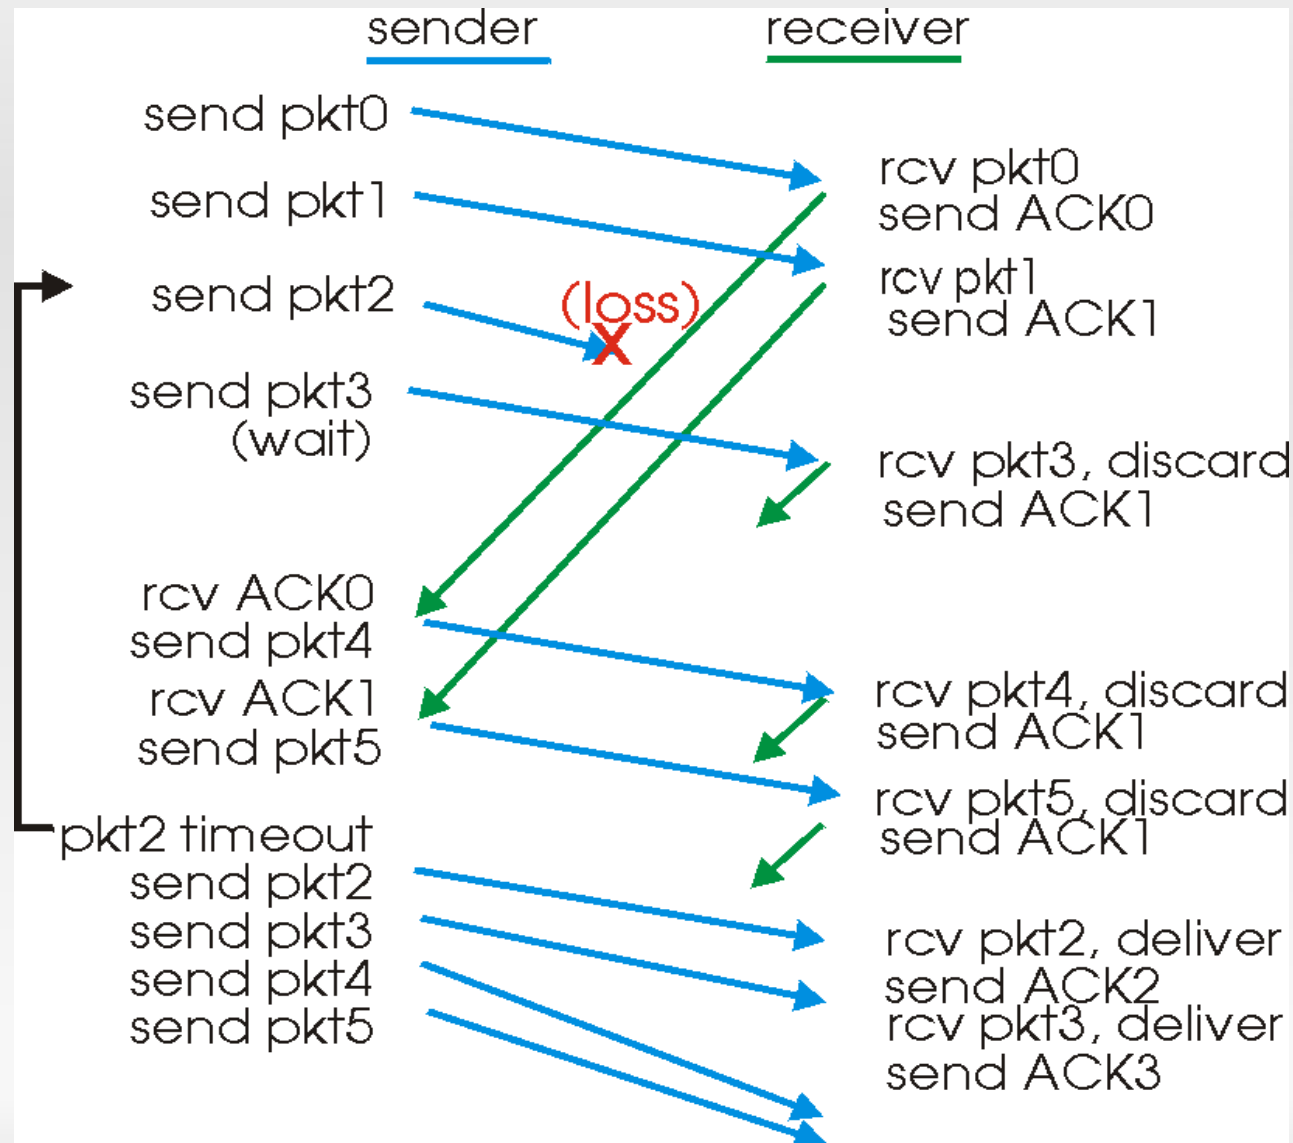 sender
receiver
send pkt0
send pkt1
send pkt2
send pkt3
(wait)
(loss)
X
rcv pkt0
send ACK0
rcv pkt1
send ACK1
rcv pkt3, discard
send ACK1
rcv ACK0
send pkt4
rcv ACK1
send pkt5
rcv pkt4, discard
send ACK1
rcv pkt5, discard
send ACK1
pkt2 timeout
send pkt2
send pkt3
send pkt4
send pkt5
rcv pkt2, deliver
send ACK2
rcv pkt3, deliver
send ACK3